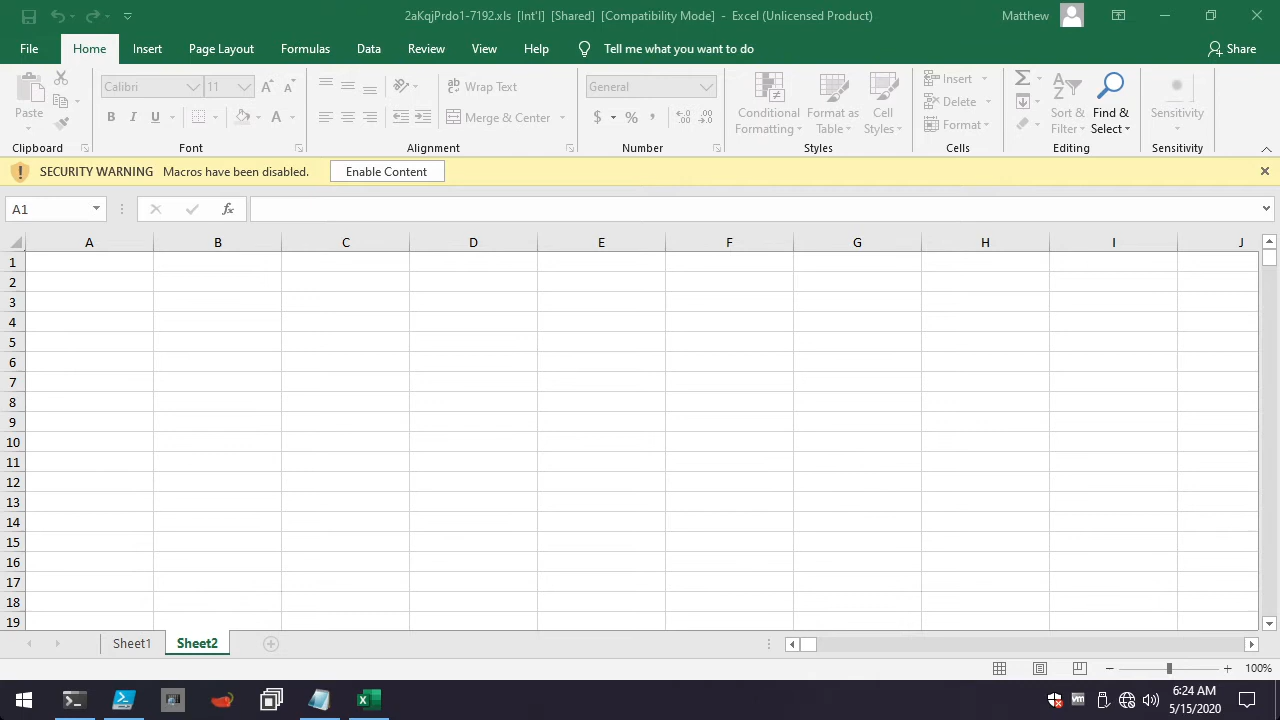 2aKqjPrdo1-7192.xls [Int'l] [Shared] [Compatibility Mode] - Excel (Unlicensed Product)
Matthew
File Home Insert Page Layout Formulas Data Review View Help Tell me what you want to do Share
Paste
Clipboard
Calibri 11
B I U A
Font
ab Wrap Text
Merge & Center
Alignment
General
$ % ,
Number
Conditional Formatting
Format as Table
Cell Styles
Styles
Insert
Delete
Format
Cells
Sort & Filter
Find & Select
Editing
Sensitivity
Sensitivity
SECURITY WARNING Macros have been disabled. Enable Content
A1 fx
A B C D E F G H I J
1
2
3
4
5
6
7
8
9
10
11
12
13
14
15
16
17
18
19
Sheet1 Sheet2
100%
6:24 AM
5/15/2020